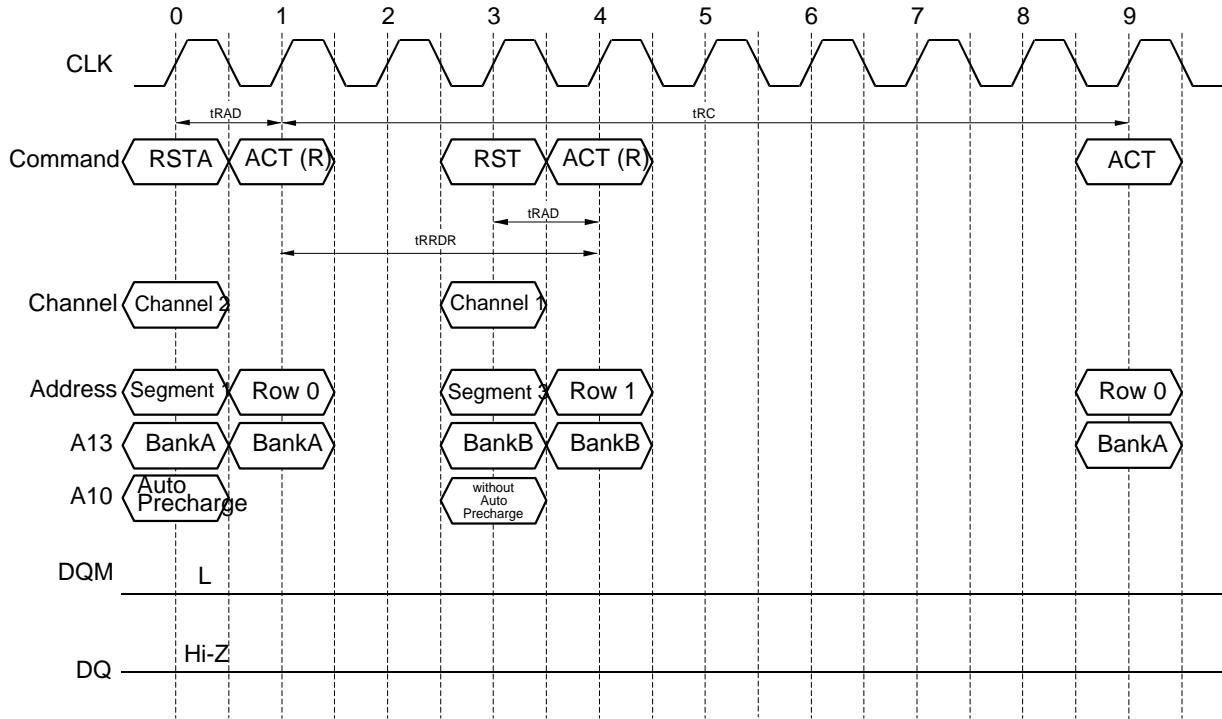 0 1 2 3 4 5 6 7 8 9
CLK
tRAD tRC
Command RSTA ACT (R) RST ACT (R) ACT
tRAD
tRRDR
Channel Channel 2 Channel 1
Address Segment 1 Row 0 Segment 3 Row 1 Row 0
A13 BankA BankA BankB BankB BankA
A10 Auto Precharge without Auto Precharge
DQM L
DQ Hi-Z